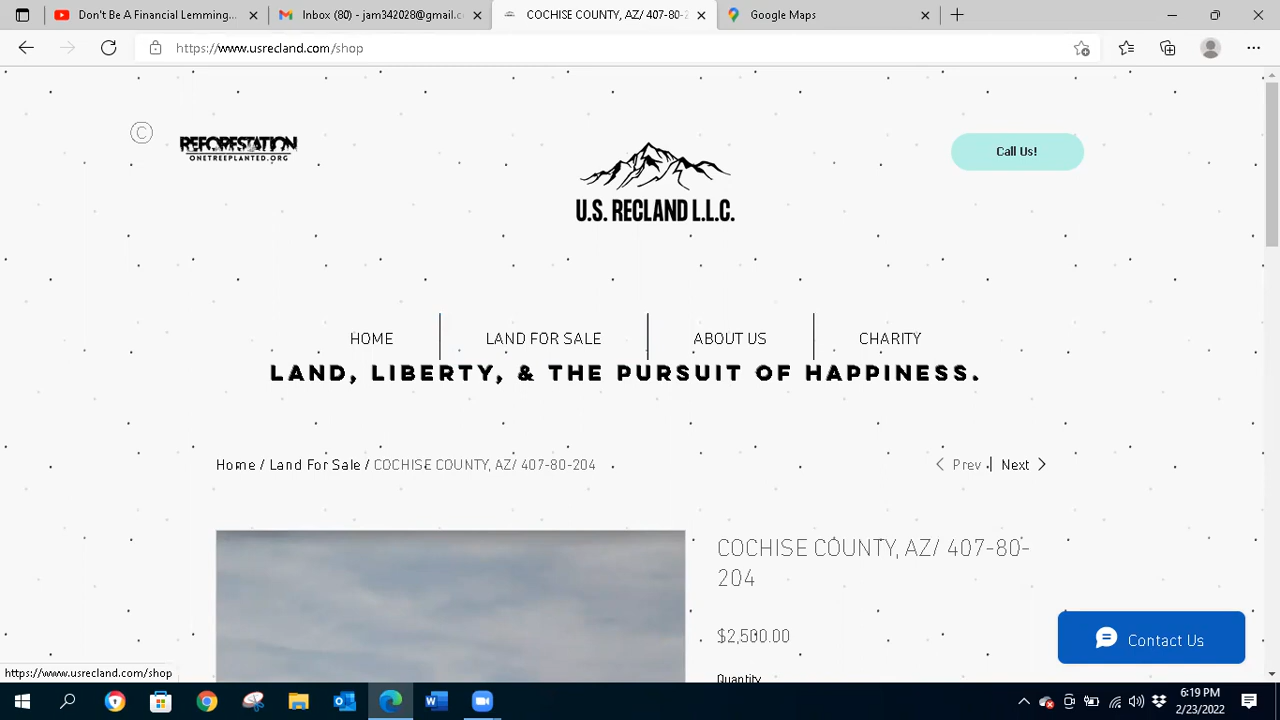 Don't Be A Financial Lemming...
Inbox (80) - jam342028@gmail.c
COCHISE COUNTY, AZ/ 407-80-2
Google Maps
https://www.usrecland.com/shop
©
REFORESTATION
ONETREEPLANTED.ORG
U.S. RECLAND L.L.C.
Call Us!
HOME
LAND FOR SALE
ABOUT US
CHARITY
LAND, LIBERTY, & THE PURSUIT OF HAPPINESS.
Home / Land For Sale / COCHISE COUNTY, AZ/ 407-80-204
Prev | Next
COCHISE COUNTY, AZ/ 407-80-
204
$2,500.00
Quantity
Contact Us
https://www.usrecland.com/shop
6:19 PM
2/23/2022